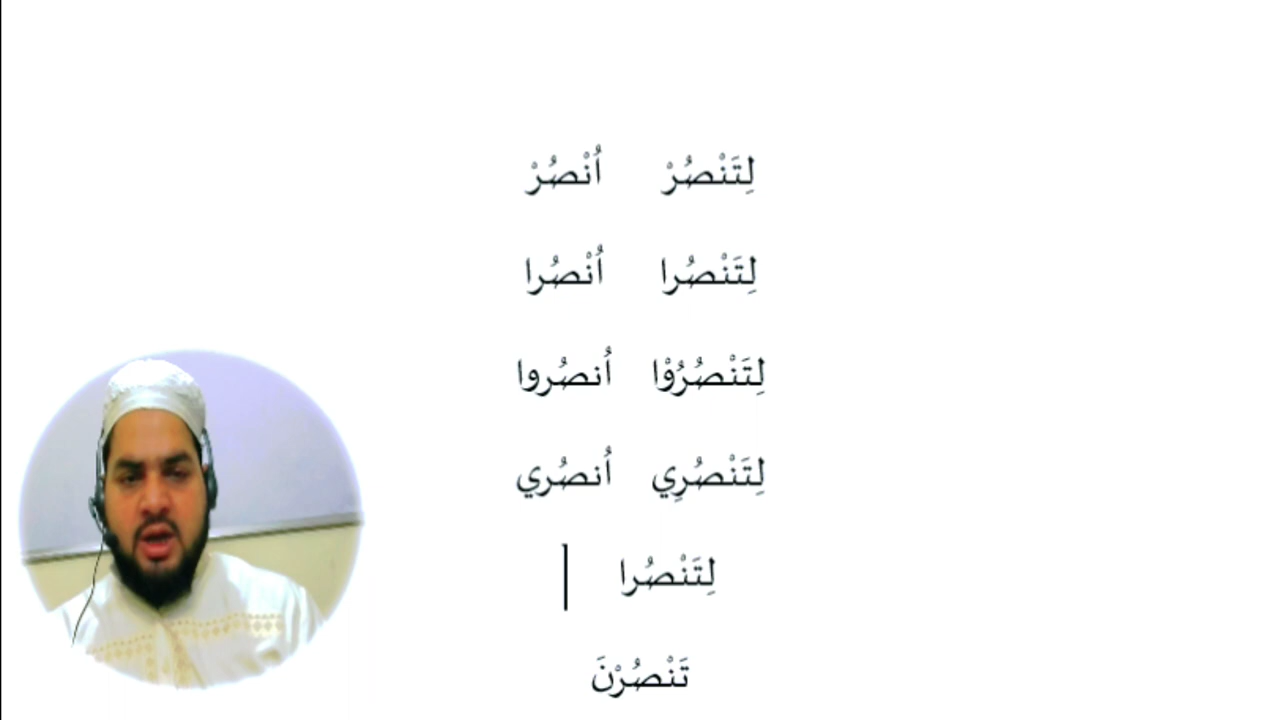 لِتَنْصُرْ اُنْصُرْ
لِتَنْصُرا اُنْصُرا
لِتَنْصُرُوْا اُنصُروا
لِتَنْصُرِي اُنصُري
لِتَنْصُرا
تَنْصُرْنَ